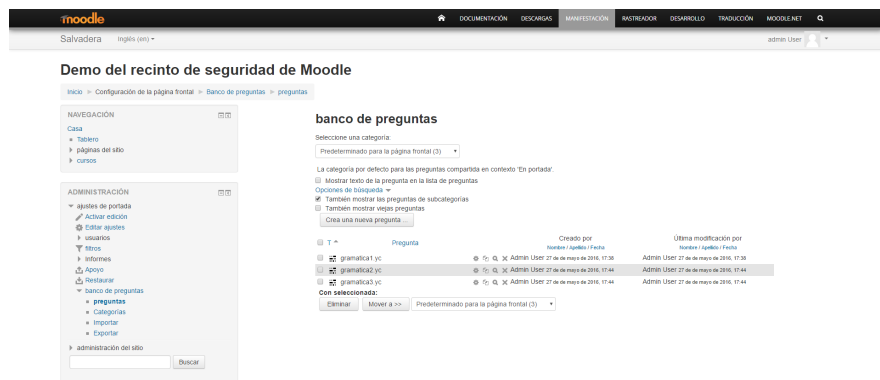 moodle
DOCUMENTACIÓN DESCARGAS MANIFESTACIÓN RASTREADOR DESARROLLO TRADUCCIÓN MOODLE.NET
Salvadera Inglés (en) admin User
Demo del recinto de seguridad de Moodle
Inicio Configuración de la página frontal Banco de preguntas preguntas
NAVEGACIÓN
Casa
Tablero
páginas del sitio
cursos
ADMINISTRACIÓN
ajustes de portada
Activar edición
Editar ajustes
usuarios
filtros
Informes
Apoyo
Restaurar
banco de preguntas
preguntas
Categorías
Importar
Exportar
administración del sitio
Buscar
banco de preguntas
Seleccione una categoría:
Predeterminado para la página frontal (3)
La categoría por defecto para las preguntas compartida en contexto 'En portada'.
Mostrar texto de la pregunta en la lista de preguntas
Opciones de búsqueda
También mostrar las preguntas de subcategorías
También mostrar viejas preguntas
Crea una nueva pregunta ...
T Pregunta Creado por Última modificación por
Nombre / Apellido / Fecha Nombre / Apellido / Fecha
gramatica1.yc Admin User 27 de de mayo de 2016, 17:36 Admin User 27 de de mayo de 2016, 17:36
gramatica2.yc Admin User 27 de de mayo de 2016, 17:44 Admin User 27 de de mayo de 2016, 17:44
gramatica3.yc Admin User 27 de de mayo de 2016, 17:44 Admin User 27 de de mayo de 2016, 17:44
Con seleccionada:
Eliminar Mover a >> Predeterminado para la página frontal (3)